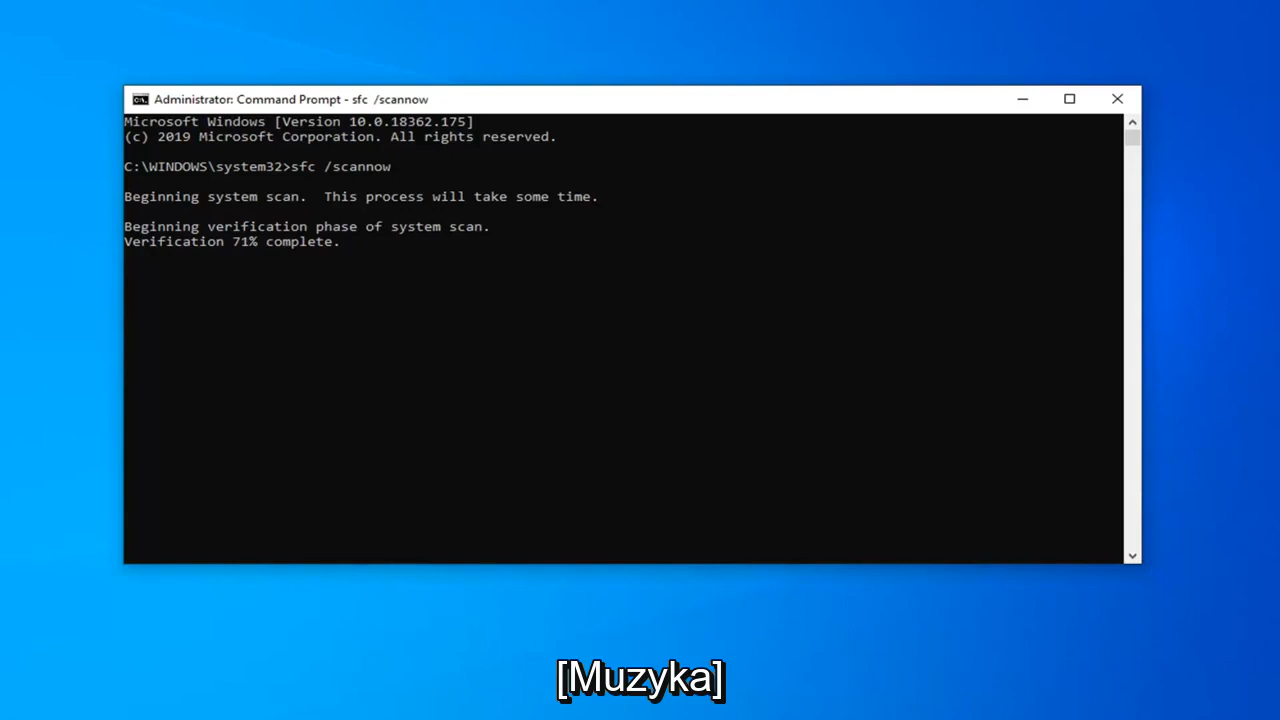 Administrator: Command Prompt - sfc  /scannow
Microsoft Windows [Version 10.0.18362.175]
(c) 2019 Microsoft Corporation. All rights reserved.
C:\WINDOWS\system32>sfc /scannow
Beginning system scan.  This process will take some time.
Beginning verification phase of system scan.
Verification 71% complete.
[Muzyka]